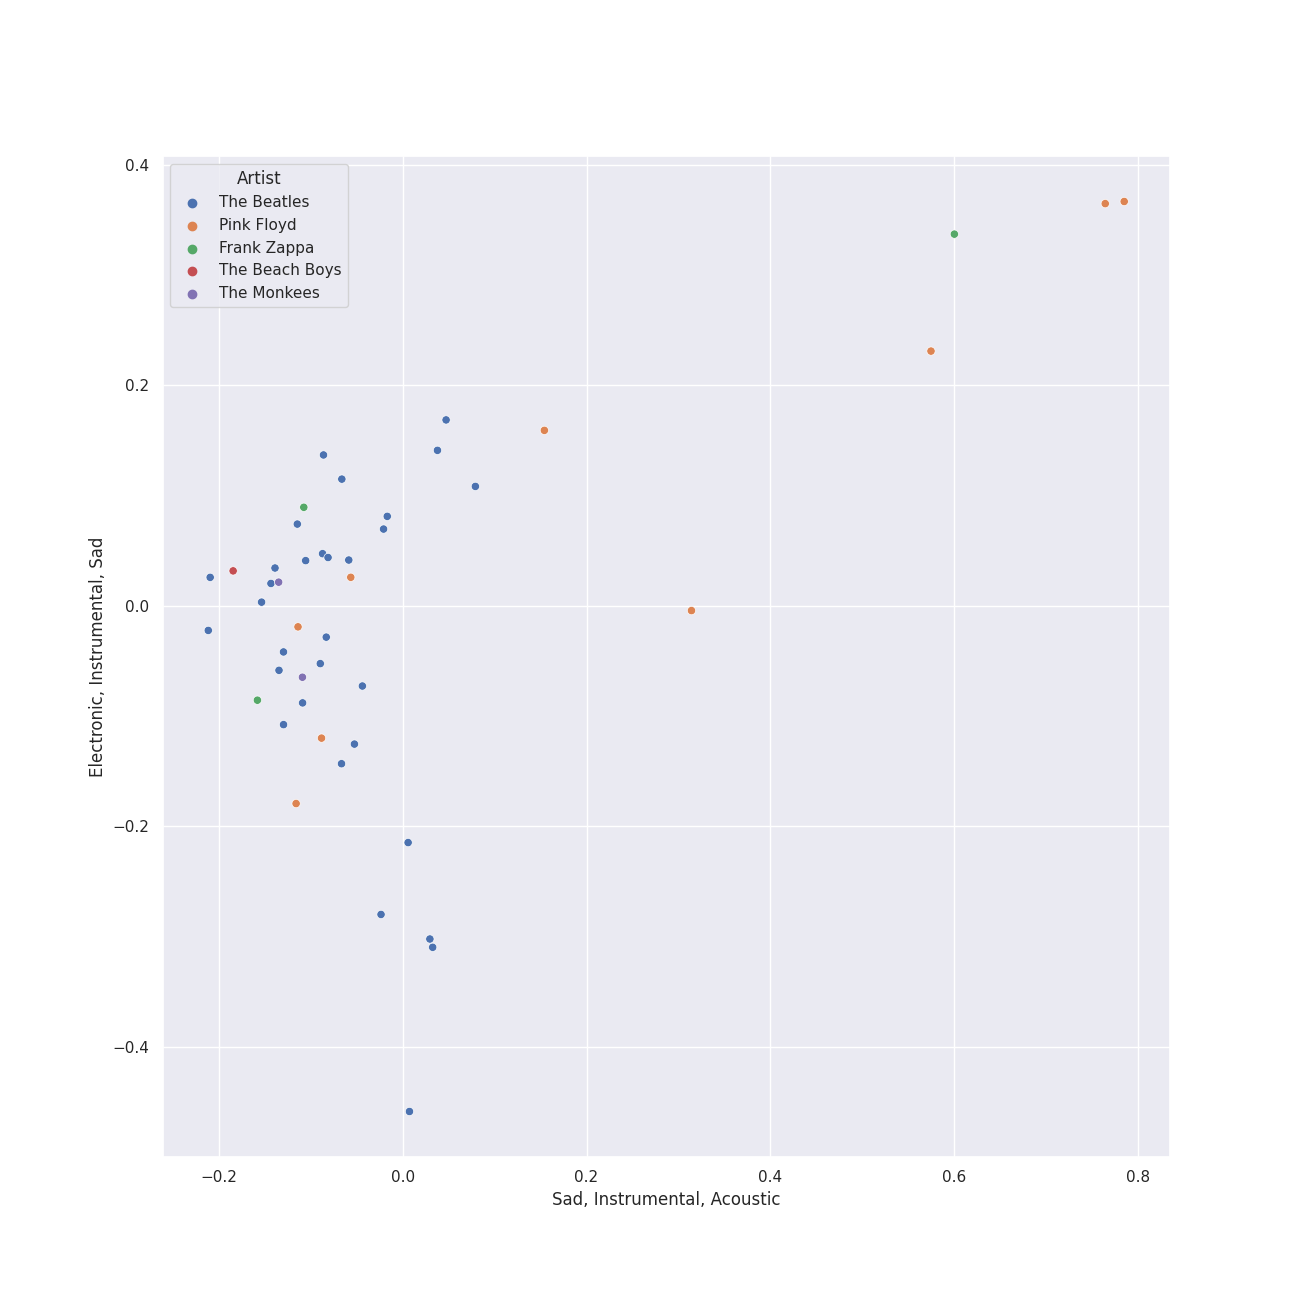 0.4
0.2
0.0
−0.2
−0.4
Electronic, Instrumental, Sad
Artist
The Beatles
Pink Floyd
Frank Zappa
The Beach Boys
The Monkees
−0.2 0.0 0.2 0.4 0.6 0.8
Sad, Instrumental, Acoustic